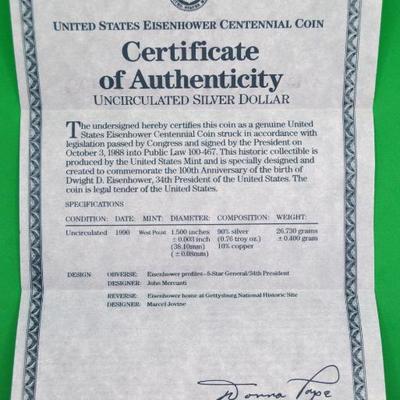 UNITED STATES EISENHOWER CENTENNIAL COIN
Certificate
of Authenticity
UNCIRCULATED SILVER DOLLAR
The undersigned hereby certifies this coin as a genuine United
States Eisenhower Centennial Coin struck in accordance with
legislation passed by Congress and signed by the President on
October 3, 1988 into Public Law 100-467. This historic collectible is
produced by the United States Mint and is specially designed and
created to commemorate the 100th Anniversary of the birth of
Dwight D. Eisenhower, 34th President of the United States. The
coin is legal tender of the United States.
SPECIFICATIONS
CONDITION: DATE: MINT: DIAMETER: COMPOSITION: WEIGHT:
Uncirculated 1990 West Point 1.500 inches 90% silver 26.730 grams
±0.003 inch (0.76 troy oz.) ±0.400 gram
(38.10mm) 10% copper
(±0.08mm)
DESIGN OBVERSE: Eisenhower profiles–5-Star General/34th President
DESIGNER: John Mercanti
REVERSE: Eisenhower home at Gettysburg National Historic Site
DESIGNER: Marcel Jovine
Donna Pope